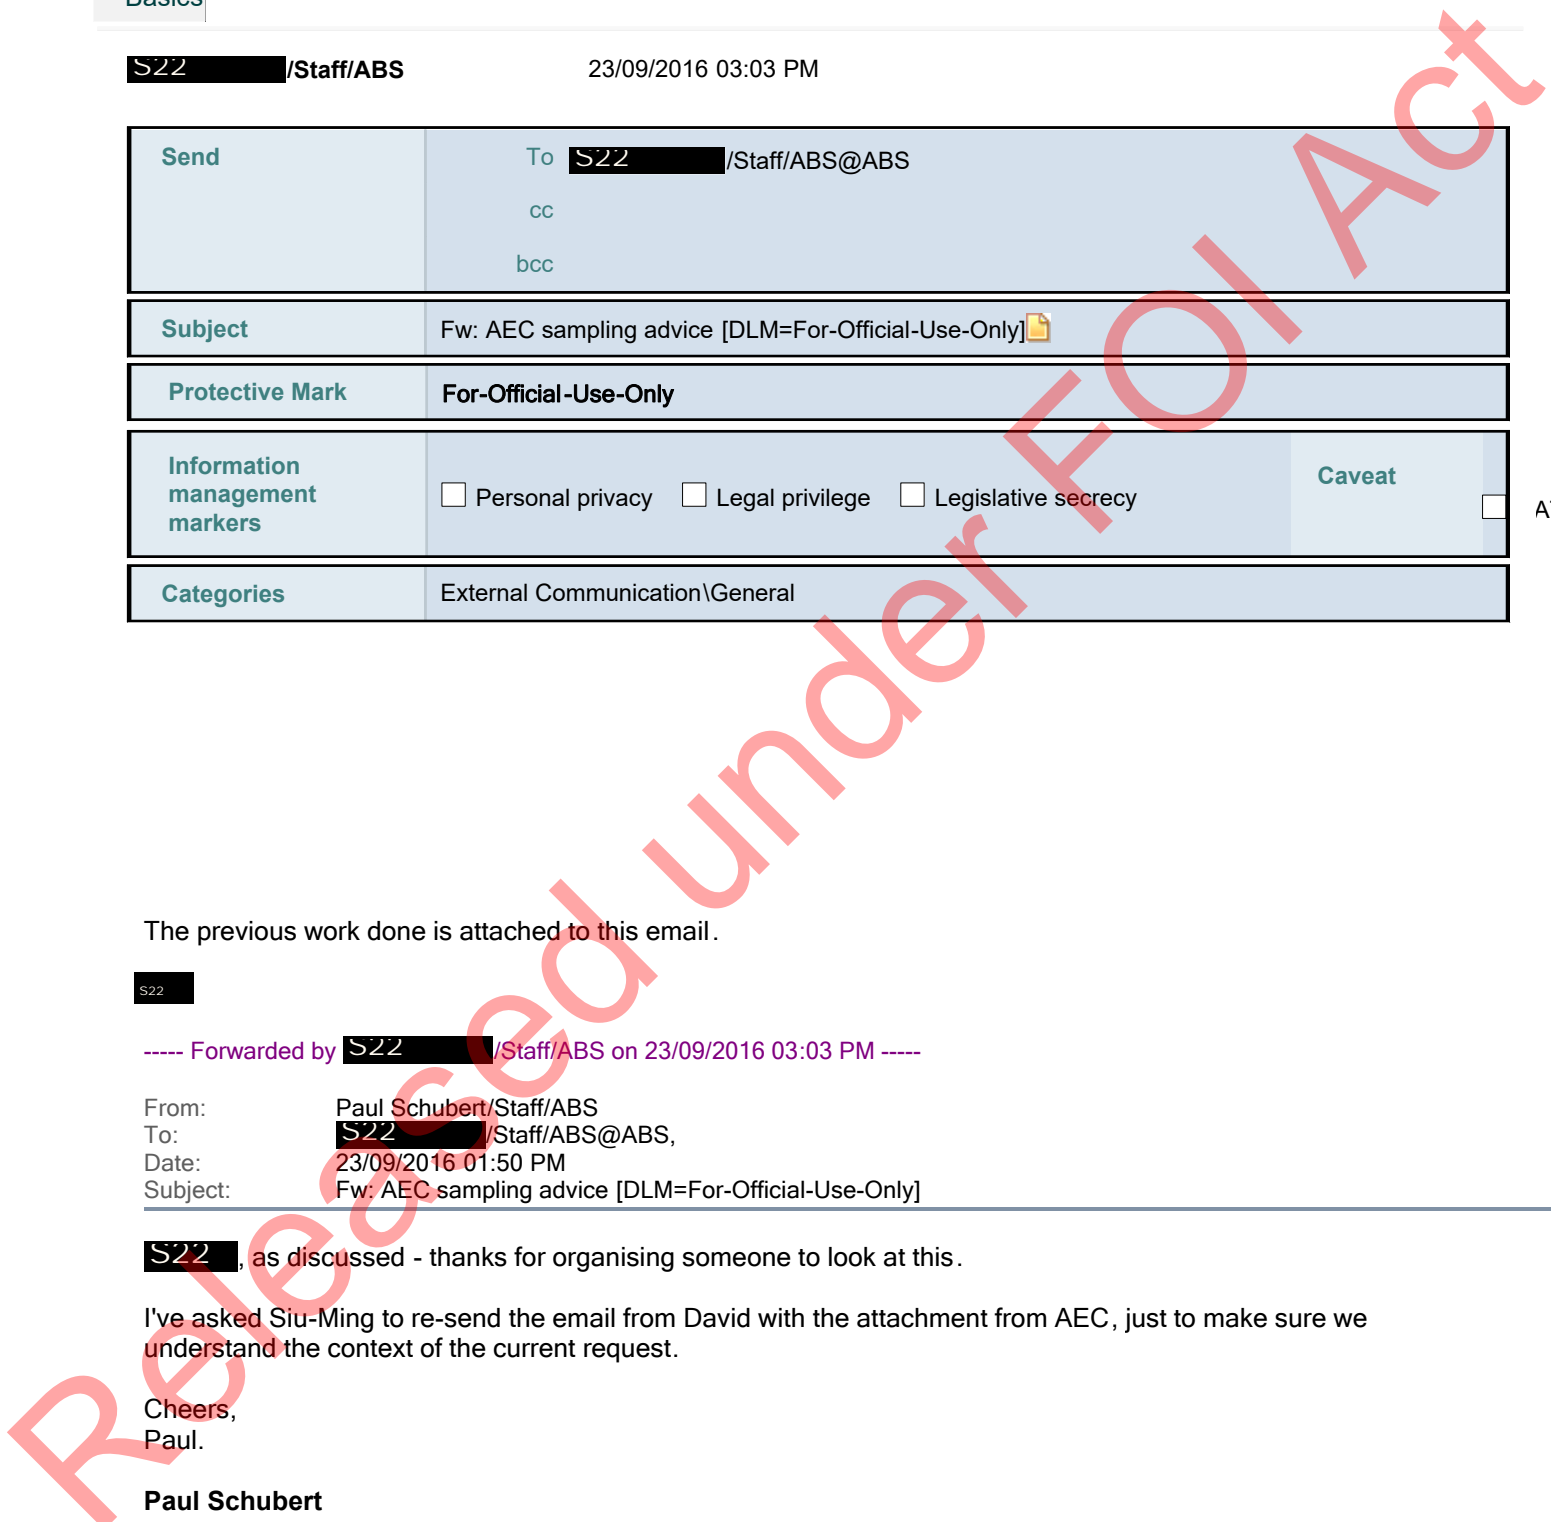 Basics
S22 /Staff/ABS 23/09/2016 03:03 PM
Send To S22 /Staff/ABS@ABS
cc
bcc
Subject Fw: AEC sampling advice [DLM=For-Official-Use-Only]
Protective Mark For-Official-Use-Only
Information management markers Personal privacy Legal privilege Legislative secrecy Caveat
Categories External Communication\General
The previous work done is attached to this email.
S22
----- Forwarded by S22 /Staff/ABS on 23/09/2016 03:03 PM -----
From: Paul Schubert/Staff/ABS
To: S22 /Staff/ABS@ABS,
Date: 23/09/2016 01:50 PM
Subject: Fw: AEC sampling advice [DLM=For-Official-Use-Only]
S22 , as discussed - thanks for organising someone to look at this.
I've asked Siu-Ming to re-send the email from David with the attachment from AEC, just to make sure we
understand the context of the current request.
Cheers,
Paul.
Paul Schubert
Released under FOI Act